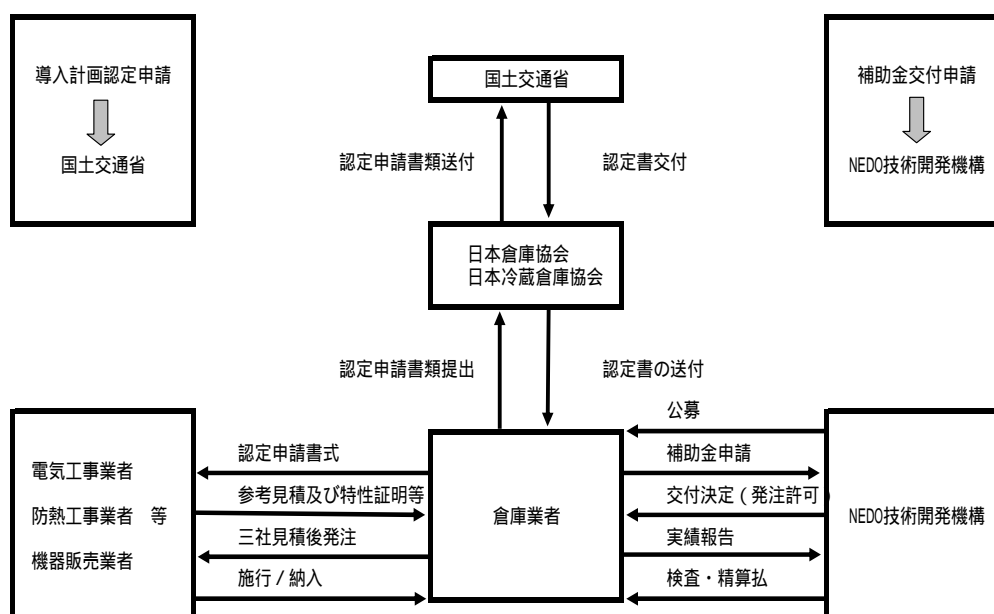 導入計画認定申請
国土交通省
国土交通省
補助金交付申請
NEDO技術開発機構
認定申請書類送付
認定書交付
日本倉庫協会
日本冷蔵倉庫協会
認定申請書類提出
認定書の送付
電気工事業者
防熱工事業者 等
機器販売業者
認定申請書式
参考見積及び特性証明等
三社見積後発注
施行/納入
倉庫業者
公募
補助金申請
交付決定(発注許可)
実績報告
検査・精算払
NEDO技術開発機構